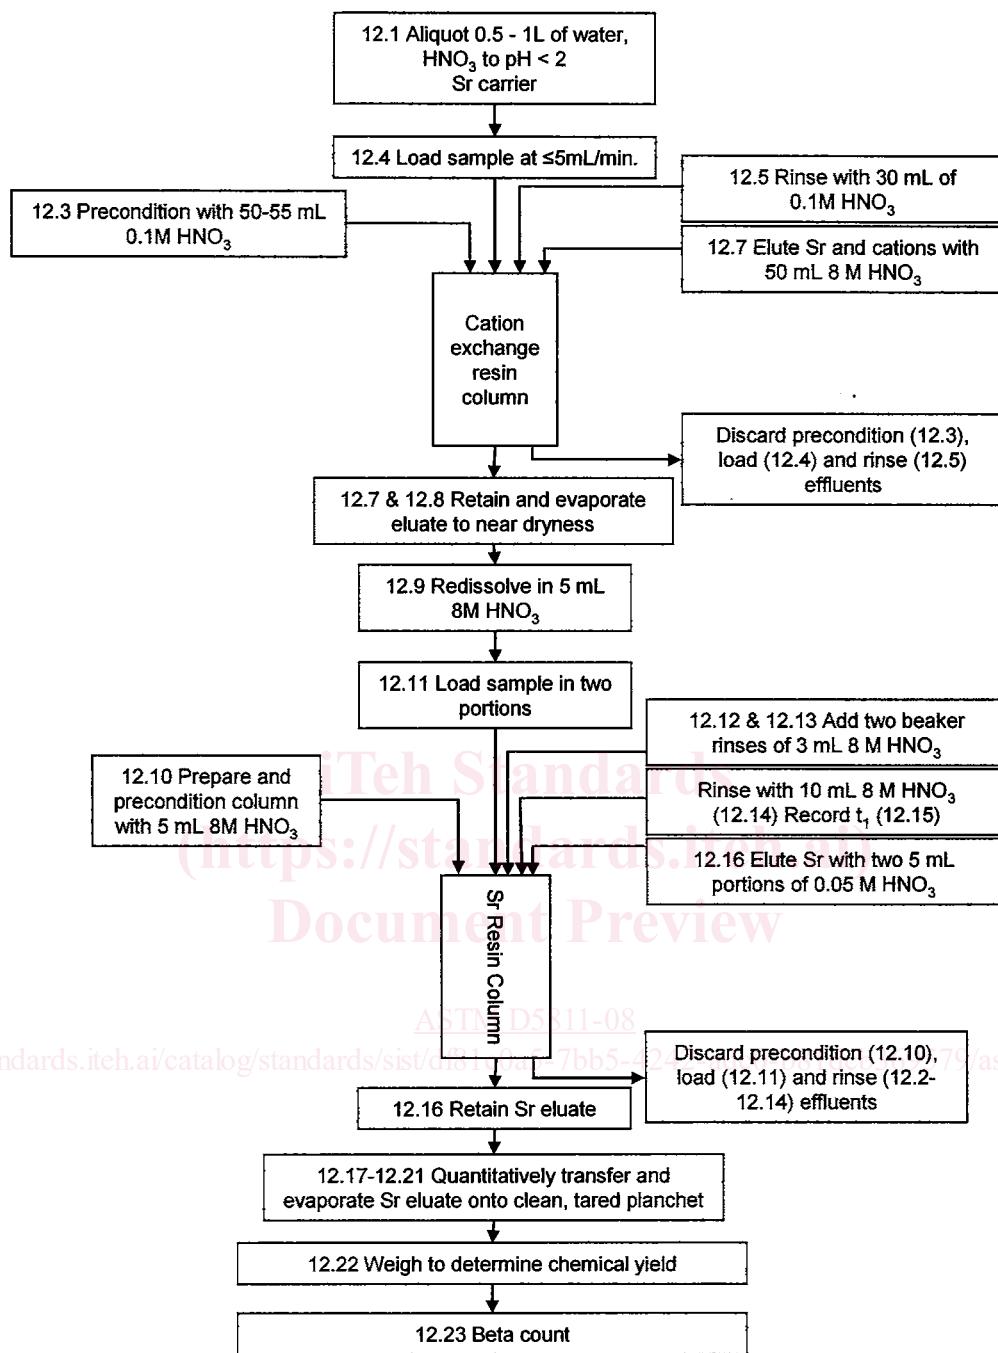 12.1 Aliquot 0.5 - 1L of water,
HNO3 to pH < 2
Sr carrier
12.4 Load sample at ≤5mL/min.
12.5 Rinse with 30 mL of
0.1M HNO3
12.3 Precondition with 50-55 mL
0.1M HNO3
12.7 Elute Sr and cations with
50 mL 8 M HNO3
Cation
exchange
resin
column
Discard precondition (12.3),
load (12.4) and rinse (12.5)
effluents
12.7 & 12.8 Retain and evaporate
eluate to near dryness
12.9 Redissolve in 5 mL
8M HNO3
12.11 Load sample in two
portions
12.12 & 12.13 Add two beaker
rinses of 3 mL 8 M HNO3
12.10 Prepare and
precondition column
with 5 mL 8M HNO3
Rinse with 10 mL 8 M HNO3
(12.14) Record t1 (12.15)
12.16 Elute Sr with two 5 mL
portions of 0.05 M HNO3
iTeh Standards
(https://standards.iteh.ai)
Document Preview
Sr Resin Column
ASTM D5811-08
Discard precondition (12.10),
load (12.11) and rinse (12.2-
12.14) effluents
12.16 Retain Sr eluate
12.17-12.21 Quantitatively transfer and
evaporate Sr eluate onto clean, tared planchet
12.22 Weigh to determine chemical yield
12.23 Beta count